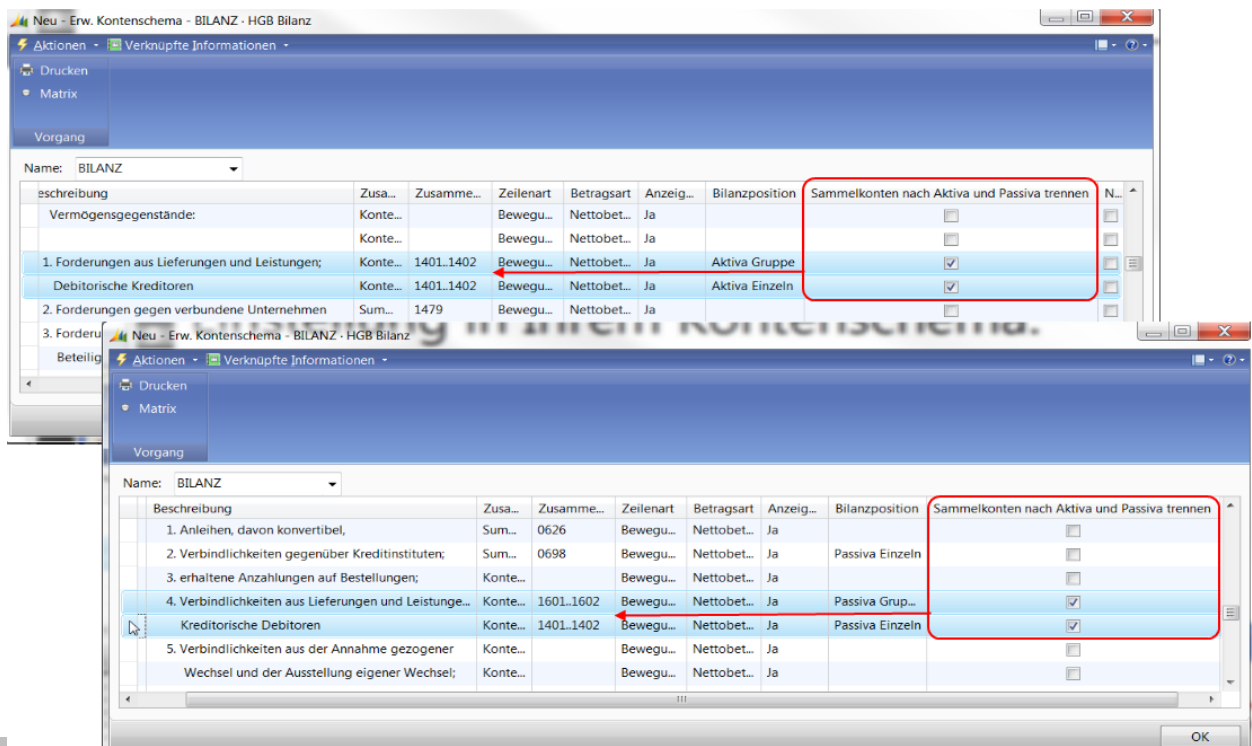 Neu - Erw. Kontenschema - BILANZ · HGB Bilanz
Aktionen Verknüpfte Informationen
Drucken
Matrix
Vorgang
Name: BILANZ
eschreibung Zusa... Zusamme... Zeilenart Betragsart Anzeig... Bilanzposition Sammelkonten nach Aktiva und Passiva trennen N...
Vermögensgegenstände: Konte... Bewegu... Nettobet... Ja
Konte... Bewegu... Nettobet... Ja
1. Forderungen aus Lieferungen und Leistungen; Konte... 1401..1402 Bewegu... Nettobet... Ja Aktiva Gruppe
Debitorische Kreditoren Konte... 1401..1402 Bewegu... Nettobet... Ja Aktiva Einzeln
2. Forderungen gegen verbundene Unternehmen Sum... 1479 Bewegu... Nettobet... Ja
in Ihrem Kontenschema.
3. Forderu
Beteilig
Neu - Erw. Kontenschema - BILANZ · HGB Bilanz
Aktionen Verknüpfte Informationen
Drucken
Matrix
Vorgang
Name: BILANZ
Beschreibung Zusa... Zusamme... Zeilenart Betragsart Anzeig... Bilanzposition Sammelkonten nach Aktiva und Passiva trennen
1. Anleihen, davon konvertibel, Sum... 0626 Bewegu... Nettobet... Ja
2. Verbindlichkeiten gegenüber Kreditinstituten; Sum... 0698 Bewegu... Nettobet... Ja Passiva Einzeln
3. erhaltene Anzahlungen auf Bestellungen; Konte... Bewegu... Nettobet... Ja
4. Verbindlichkeiten aus Lieferungen und Leistunge... Konte... 1601..1602 Bewegu... Nettobet... Ja Passiva Grup...
Kreditorische Debitoren Konte... 1401..1402 Bewegu... Nettobet... Ja Passiva Einzeln
5. Verbindlichkeiten aus der Annahme gezogener Konte... Bewegu... Nettobet... Ja
Wechsel und der Ausstellung eigener Wechsel; Konte... Bewegu... Nettobet... Ja
OK